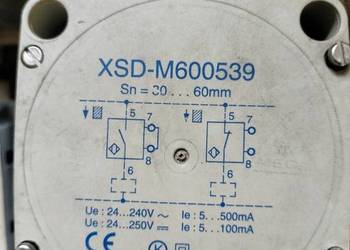 XSD-M600539
Sn = 30 . . . 60mm
5 7 5 7
8 8
6 6
Ue : 24...240V ~ Ie : 5...500mA
Ue : 24...250V ⎓ Ie : 5...100mA
CE K